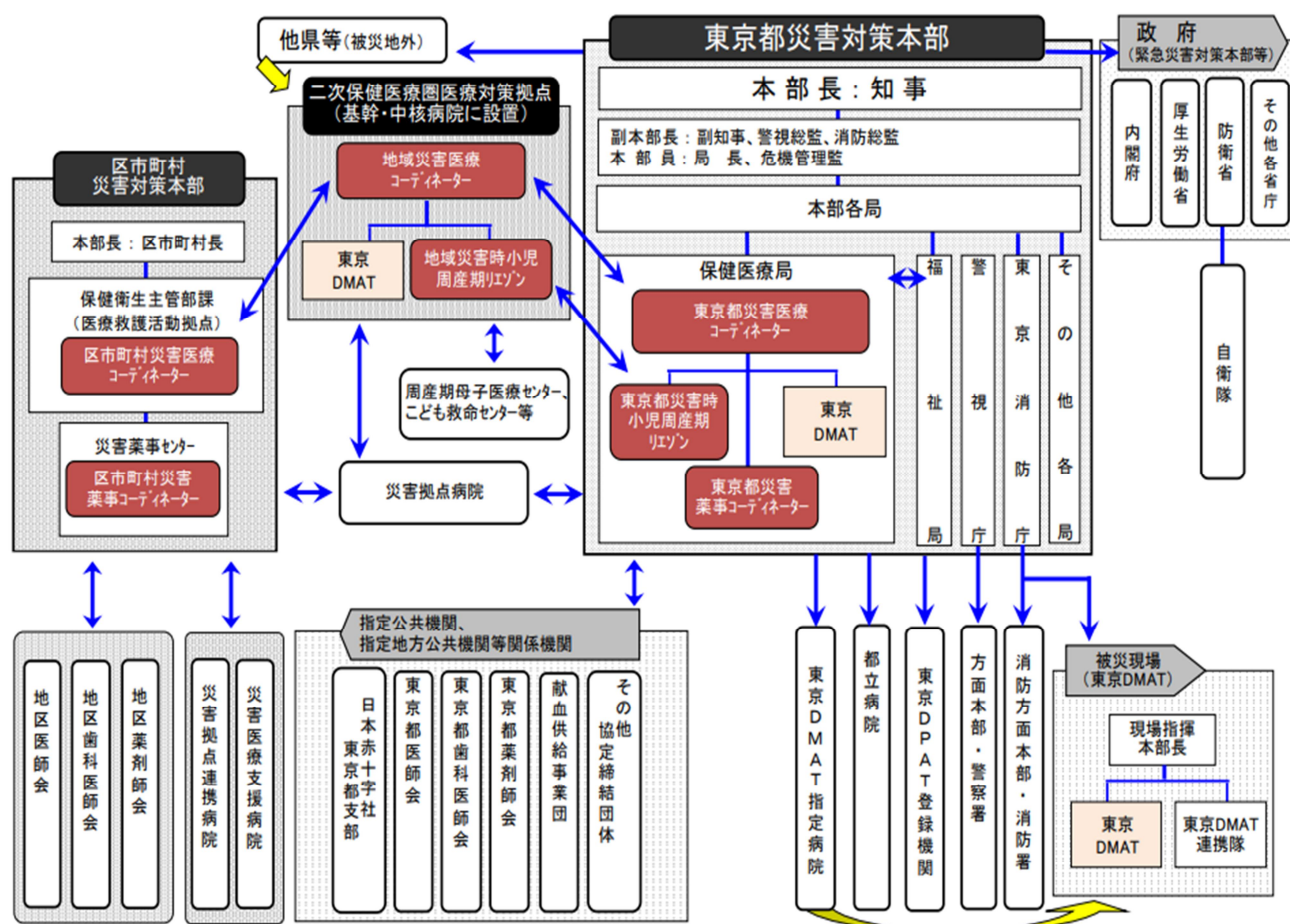 他県等(被災地外)
東京都災害対策本部
政 府
(緊急災害対策本部等)
本 部 長 : 知 事
副本部長:副知事、警視総監、消防総監
本 部 員:局 長、危機管理監
本部各局
内閣府
厚生労働省
防衛省
その他各省庁
自衛隊
二次保健医療圏医療対策拠点
(基幹・中核病院に設置)
地域災害医療
コーディネーター
東京
DMAT
地域災害時小児
周産期リエゾン
区市町村
災害対策本部
本部長:区市町村長
保健衛生主管部課
(医療救護活動拠点)
区市町村災害医療
コーディネーター
災害薬事センター
区市町村災害
薬事コーディネーター
周産期母子医療センター、
こども救命センター等
災害拠点病院
保健医療局
東京都災害医療
コーディネーター
東京都災害時
小児周産期
リエゾン
東京
DMAT
東京都災害
薬事コーディネーター
福祉局
警視庁
東京消防庁
その他各局
地区医師会
地区歯科医師会
地区薬剤師会
災害拠点連携病院
災害医療支援病院
指定公共機関、
指定地方公共機関等関係機関
日本赤十字社
東京都支部
東京都医師会
東京都歯科医師会
東京都薬剤師会
献血供給事業団
その他
協定締結団体
東京DMAT指定病院
都立病院
東京DPAT登録機関
方面本部・警察署
消防方面本部・消防署
被災現場
(東京DMAT)
現場指揮
本部長
東京
DMAT
東京DMAT
連携隊